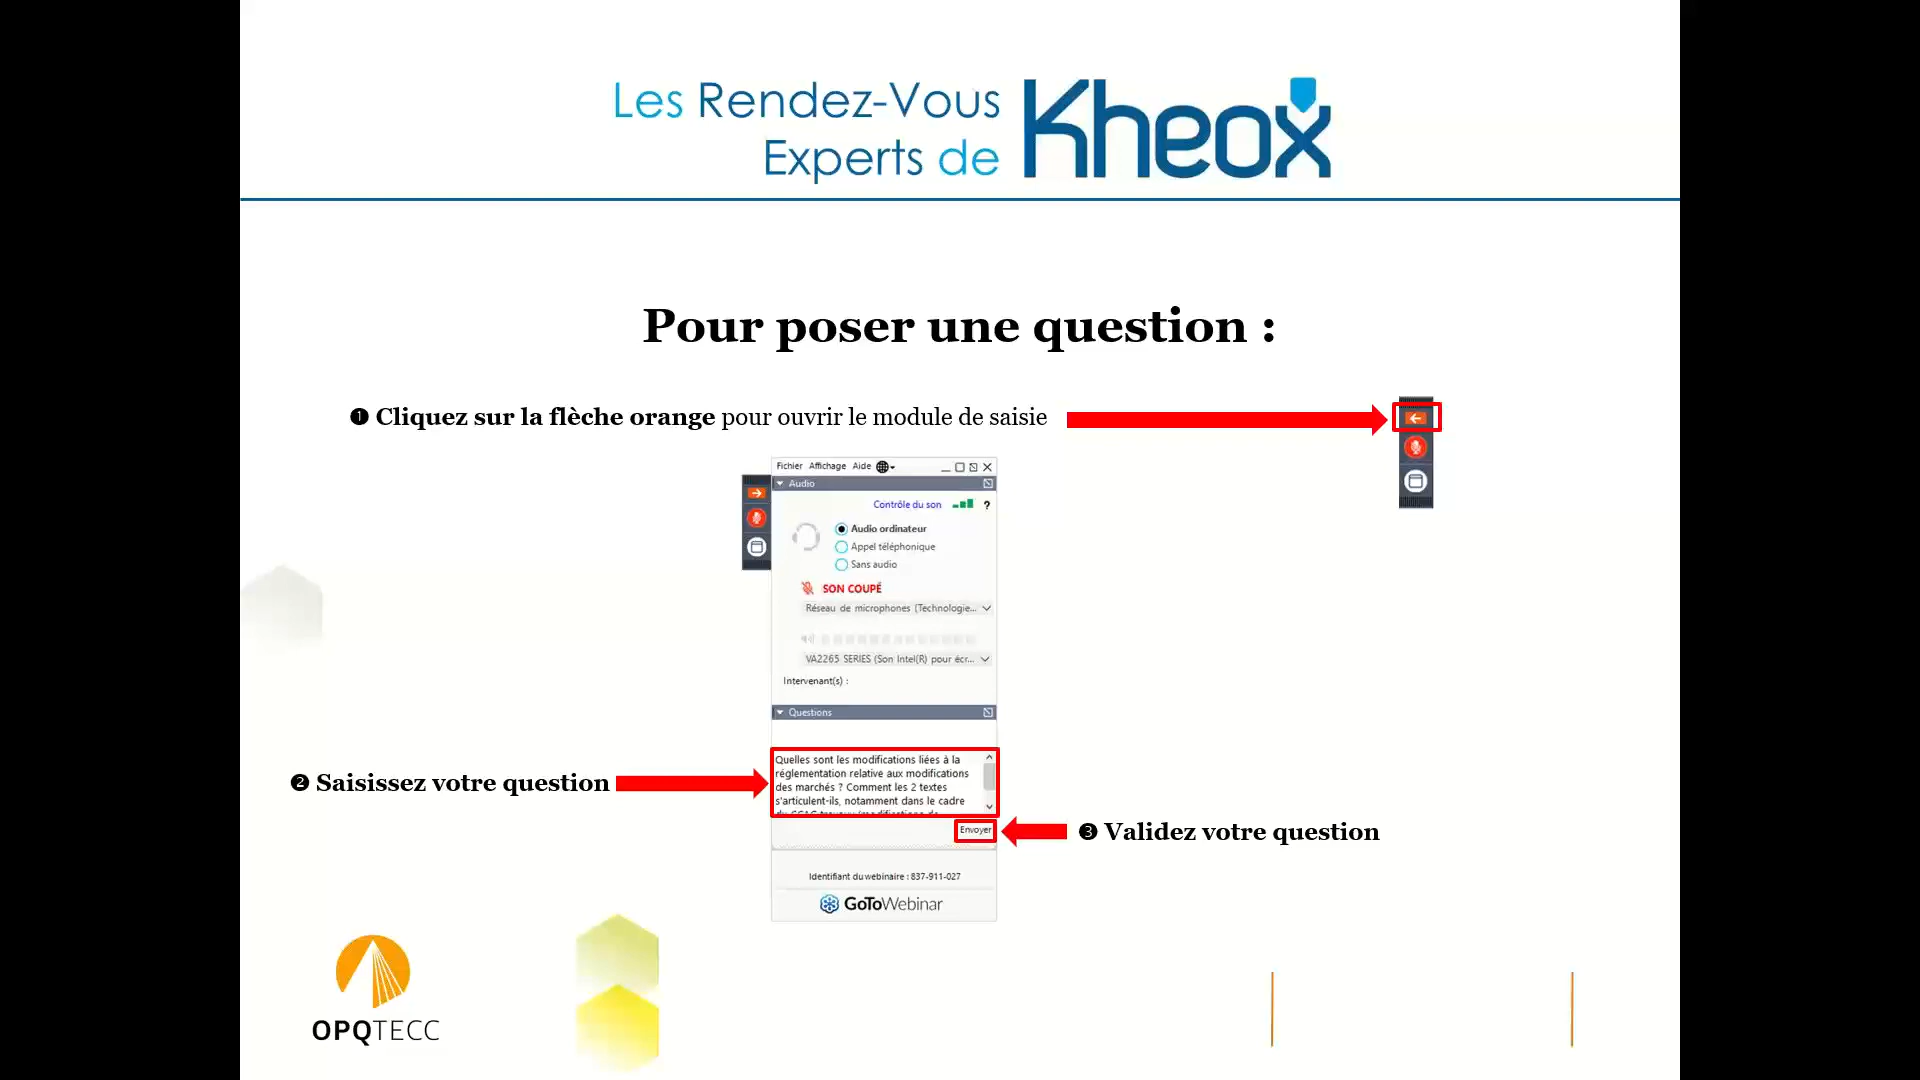 Les Rendez-Vous
Experts de
Kheox
Pour poser une question :
❶ Cliquez sur la flèche orange pour ouvrir le module de saisie
Fichier Affichage Aide
Audio
Contrôle du son ?
Audio ordinateur
Appel téléphonique
Sans audio
SON COUPÉ
Réseau de microphones (Technologie...
VA2265 SERIES (Son Intel(R) pour écr...
Intervenant(s) :
Questions
Quelles sont les modifications liées à la
réglementation relative aux modifications
des marchés ? Comment les 2 textes
s'articulent-ils, notamment dans le cadre
❷ Saisissez votre question
Envoyer
❸ Validez votre question
Identifiant du webinaire : 837-911-027
GoToWebinar
OPQTECC